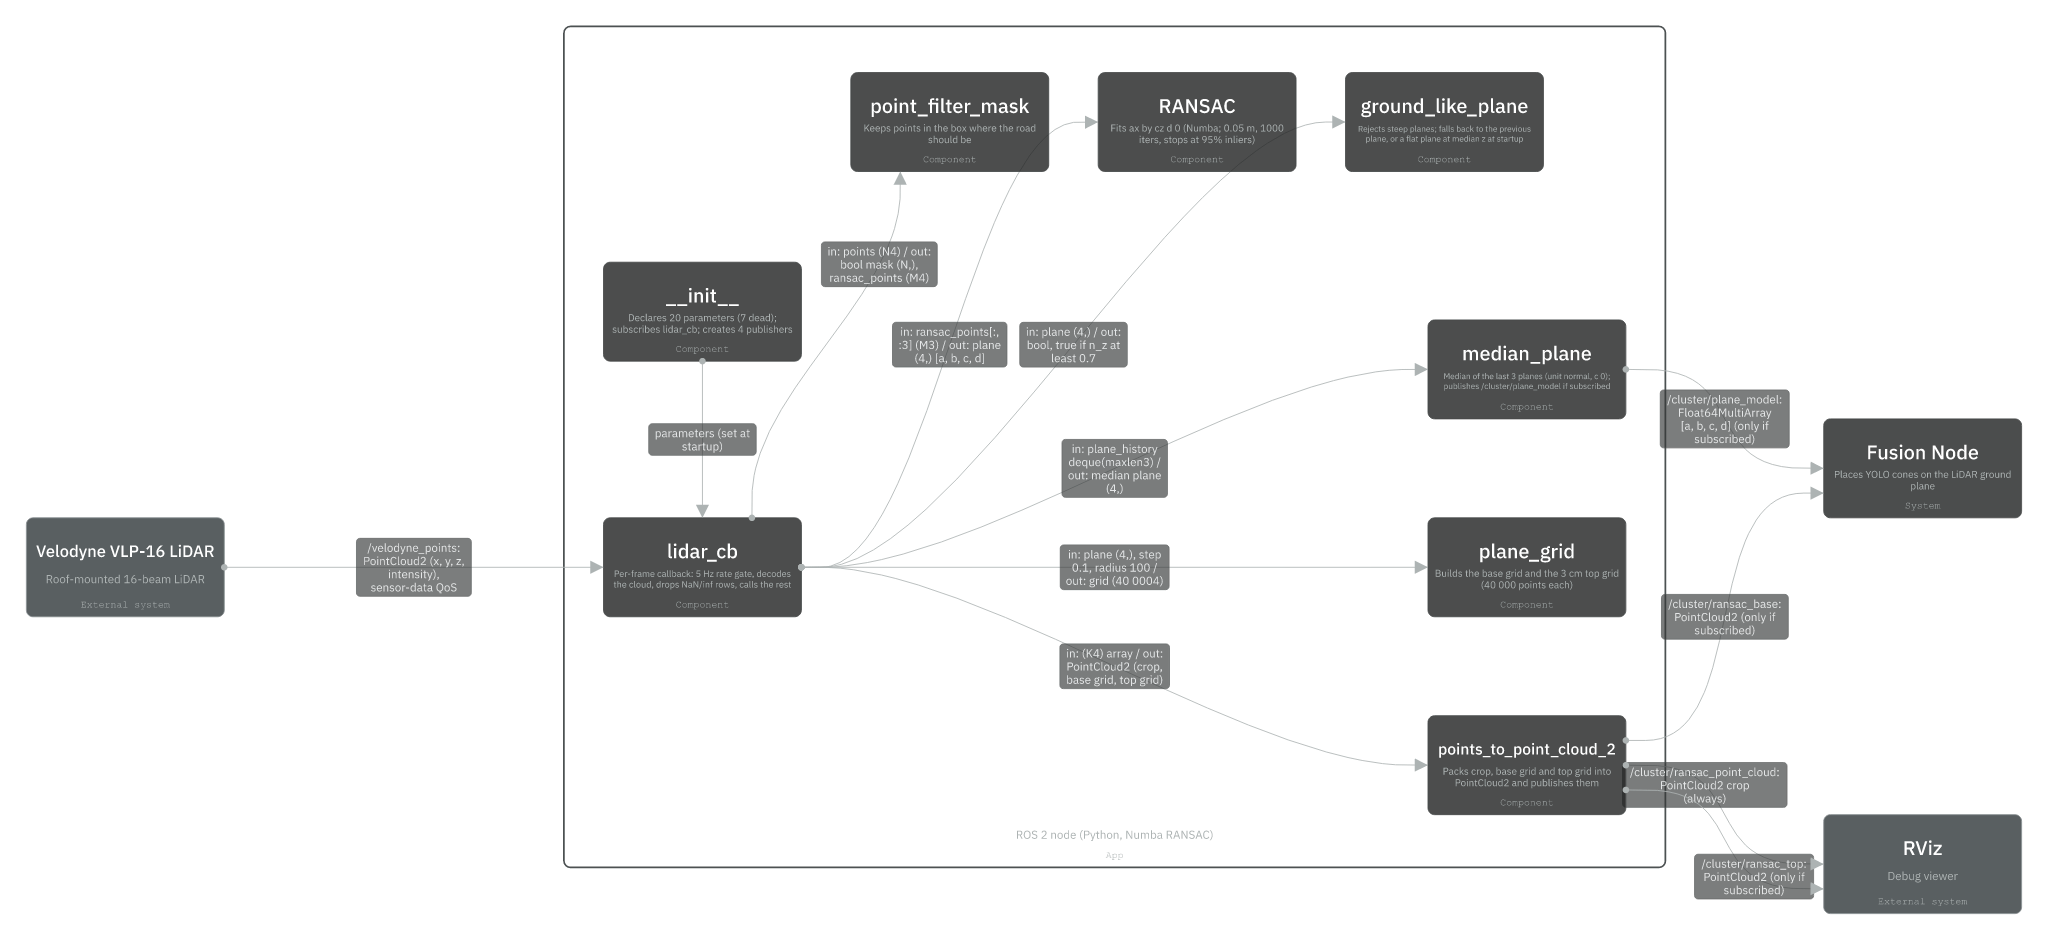 point_filter_mask
Keeps points in the box where the road
should be
Component
RANSAC
Fits ax by cz d 0 (Numba; 0.05 m, 1000
iters, stops at 95% inliers)
Component
ground_like_plane
Rejects steep planes; falls back to the previous
plane, or a flat plane at median z at startup
Component
in: points (N4) / out:
bool mask (N,),
ransac_points (M4)
__init__
Declares 20 parameters (7 dead);
subscribes lidar_cb; creates 4 publishers
Component
in: ransac_points[:,
:3] (M3) / out: plane
(4,) [a, b, c, d]
in: plane (4,) / out:
bool, true if n_z at
least 0.7
median_plane
Median of the last 3 planes (unit normal, c 0);
publishes /cluster/plane_model if subscribed
Component
/cluster/plane_model:
Float64MultiArray
[a, b, c, d] (only if
subscribed)
parameters (set at
startup)
in: plane_history
deque(maxlen3) /
out: median plane
(4,)
Fusion Node
Places YOLO cones on the LiDAR ground
plane
System
Velodyne VLP-16 LiDAR
Roof-mounted 16-beam LiDAR
External system
/velodyne_points:
PointCloud2 (x, y, z,
intensity),
sensor-data QoS
lidar_cb
Per-frame callback: 5 Hz rate gate, decodes
the cloud, drops NaN/inf rows, calls the rest
Component
in: plane (4,), step
0.1, radius 100 /
out: grid (40 0004)
plane_grid
Builds the base grid and the 3 cm top grid
(40 000 points each)
Component
/cluster/ransac_base:
PointCloud2 (only if
subscribed)
in: (K4) array / out:
PointCloud2 (crop,
base grid, top grid)
points_to_point_cloud_2
Packs crop, base grid and top grid into
PointCloud2 and publishes them
Component
/cluster/ransac_point_cloud:
PointCloud2 crop
(always)
ROS 2 node (Python, Numba RANSAC)
App
/cluster/ransac_top:
PointCloud2 (only if
subscribed)
RViz
Debug viewer
External system